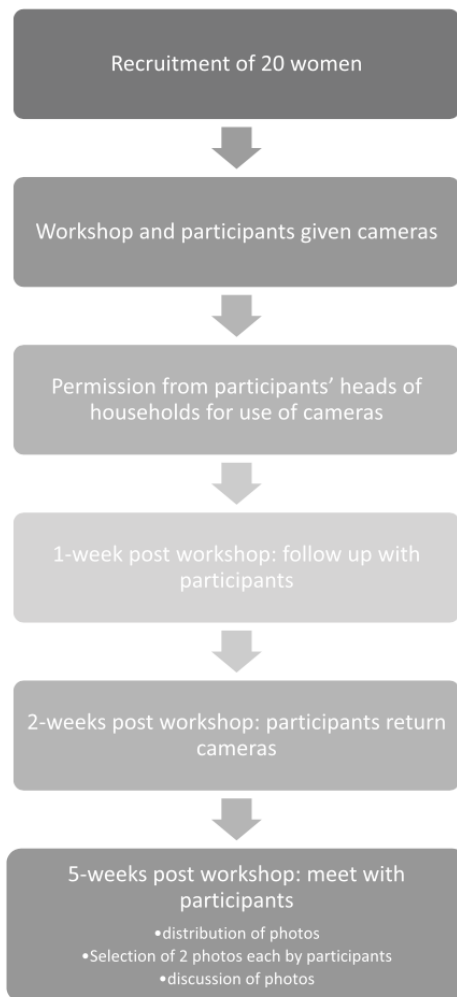 Recruitment of 20 women
Workshop and participants given cameras
Permission from participants’ heads of
households for use of cameras
1-week post workshop: follow up with
participants
2-weeks post workshop: participants return
cameras
5-weeks post workshop: meet with
participants
•distribution of photos
•Selection of 2 photos each by participants
•discussion of photos